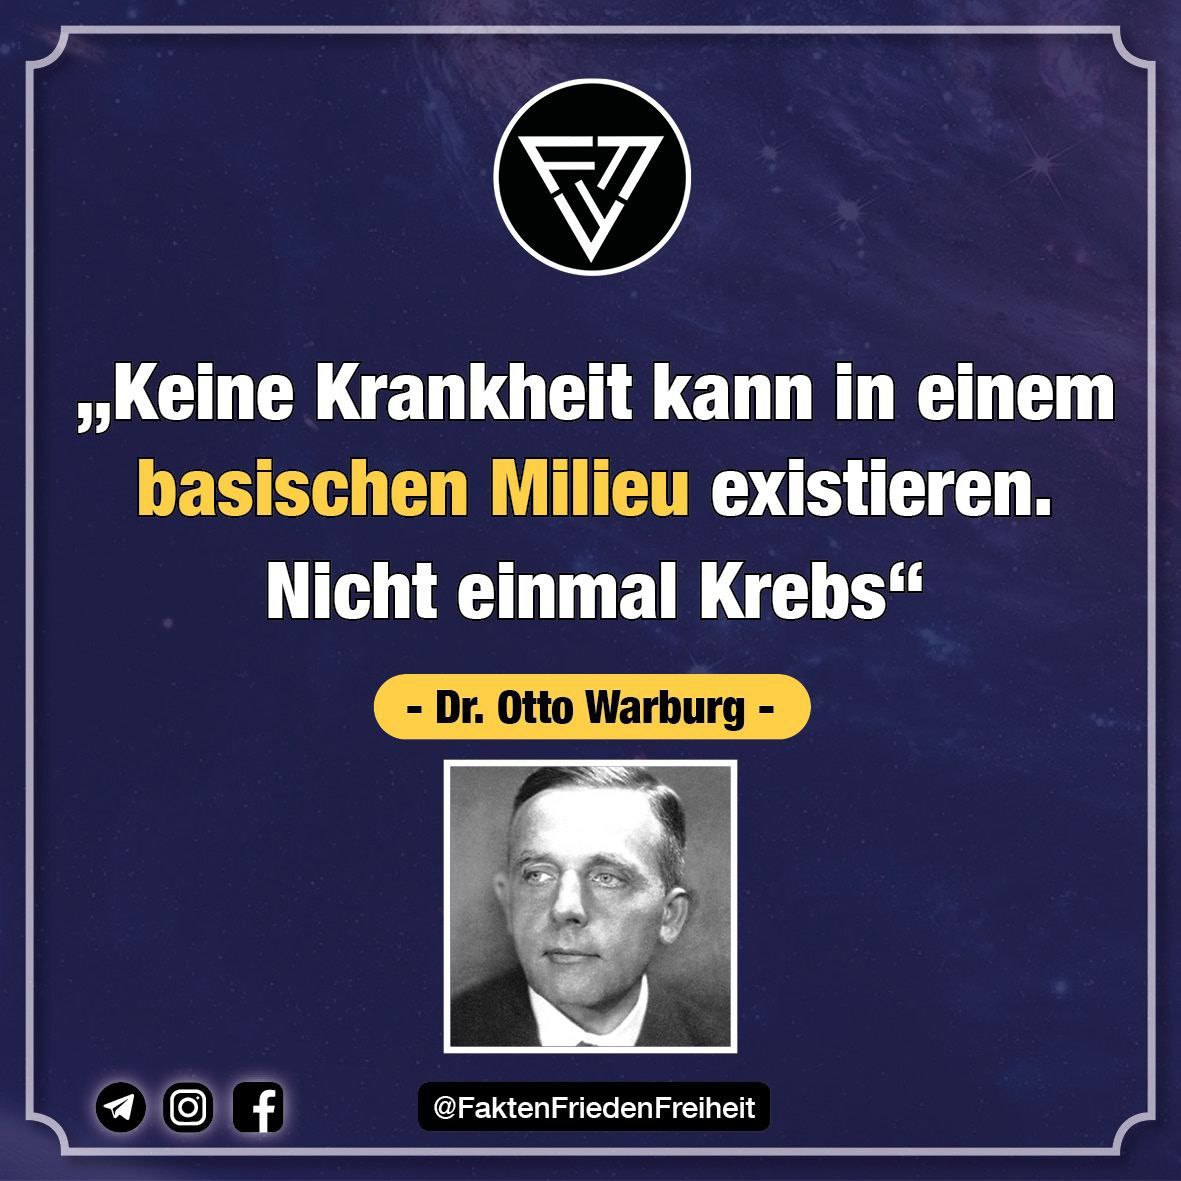 „Keine Krankheit kann in einem
basischen Milieu existieren.
Nicht einmal Krebs“
- Dr. Otto Warburg -
@FaktenFriedenFreiheit